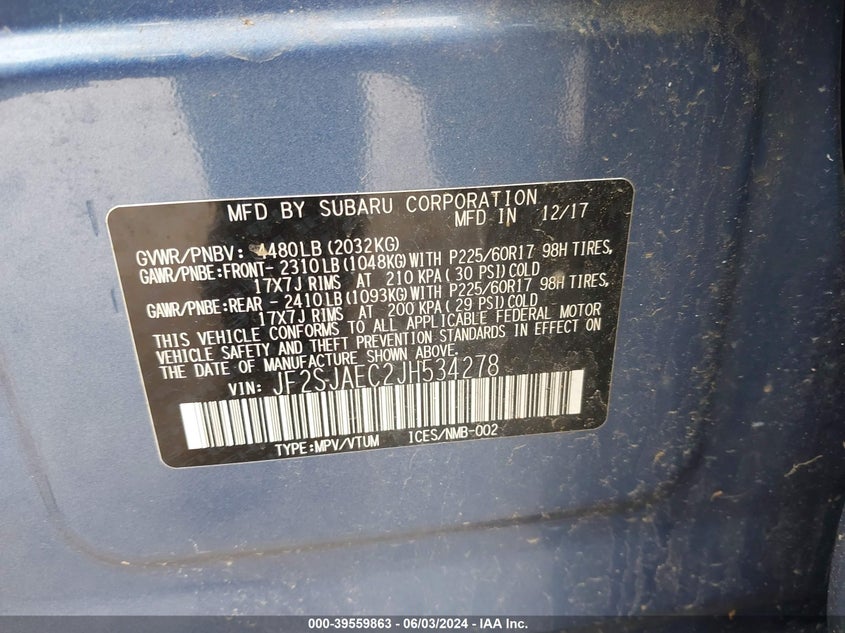 MFD BY SUBARU CORPORATION
MFD IN 12/17
GVWR/PNBV: 4480LB(2032KG)
GAWR/PNBE:FRONT- 2310LB(1048KG)WITH P225/60R17 98H TIRES,
17X7J RIMS AT 210 KPA(30 PSI)COLD
GAWR/PNBE:REAR - 2410LB(1093KG)WITH P225/60R17 98H TIRES,
17X7J RIMS AT 200 KPA(29 PSI)COLD
THIS VEHICLE CONFORMS TO ALL APPLICABLE FEDERAL MOTOR
VEHICLE SAFETY AND THEFT PREVENTION STANDARDS IN EFFECT ON
THE DATE OF MANUFACTURE SHOWN ABOVE.
VIN: JF2SJAEC2JH534278
TYPE:MPV/VTUM ICES/NMB-002
000-39559863 - 06/03/2024 - IAA Inc.